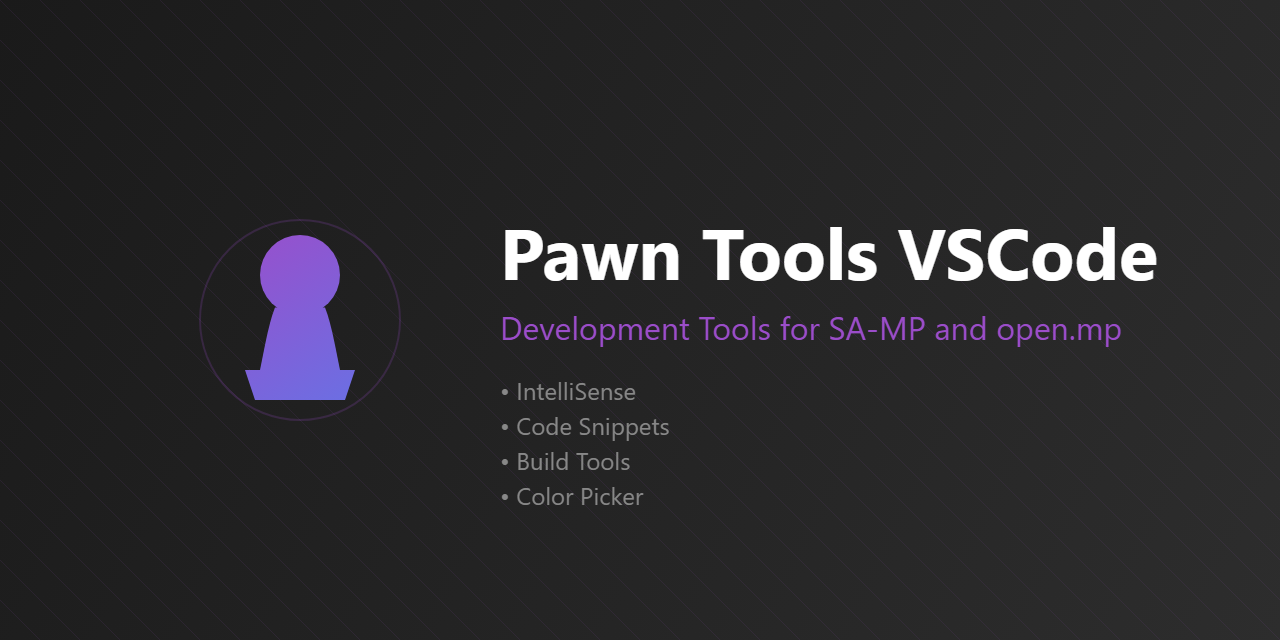 Pawn Tools VSCode
Development Tools for SA-MP and open.mp
• IntelliSense
• Code Snippets
• Build Tools
• Color Picker